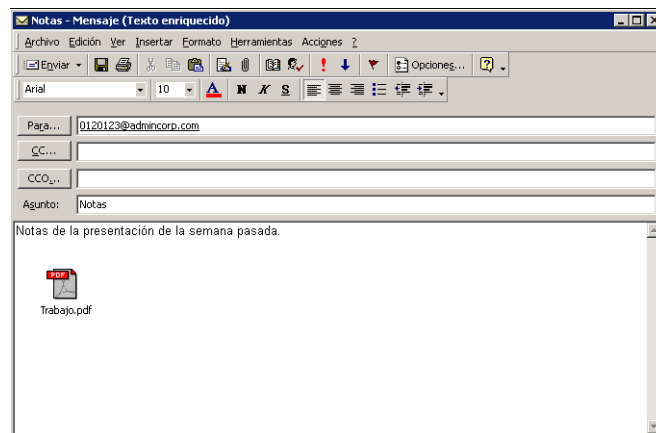 Notas - Mensaje (Texto enriquecido)
Archivo Edición Ver Insertar Formato Herramientas Acciones ?
Enviar Opciones...
Arial 10 A N K S
Para... 0120123@admincorp.com
CC...
CCO...
Asunto: Notas
Notas de la presentación de la semana pasada.
PDF
Trabajo.pdf